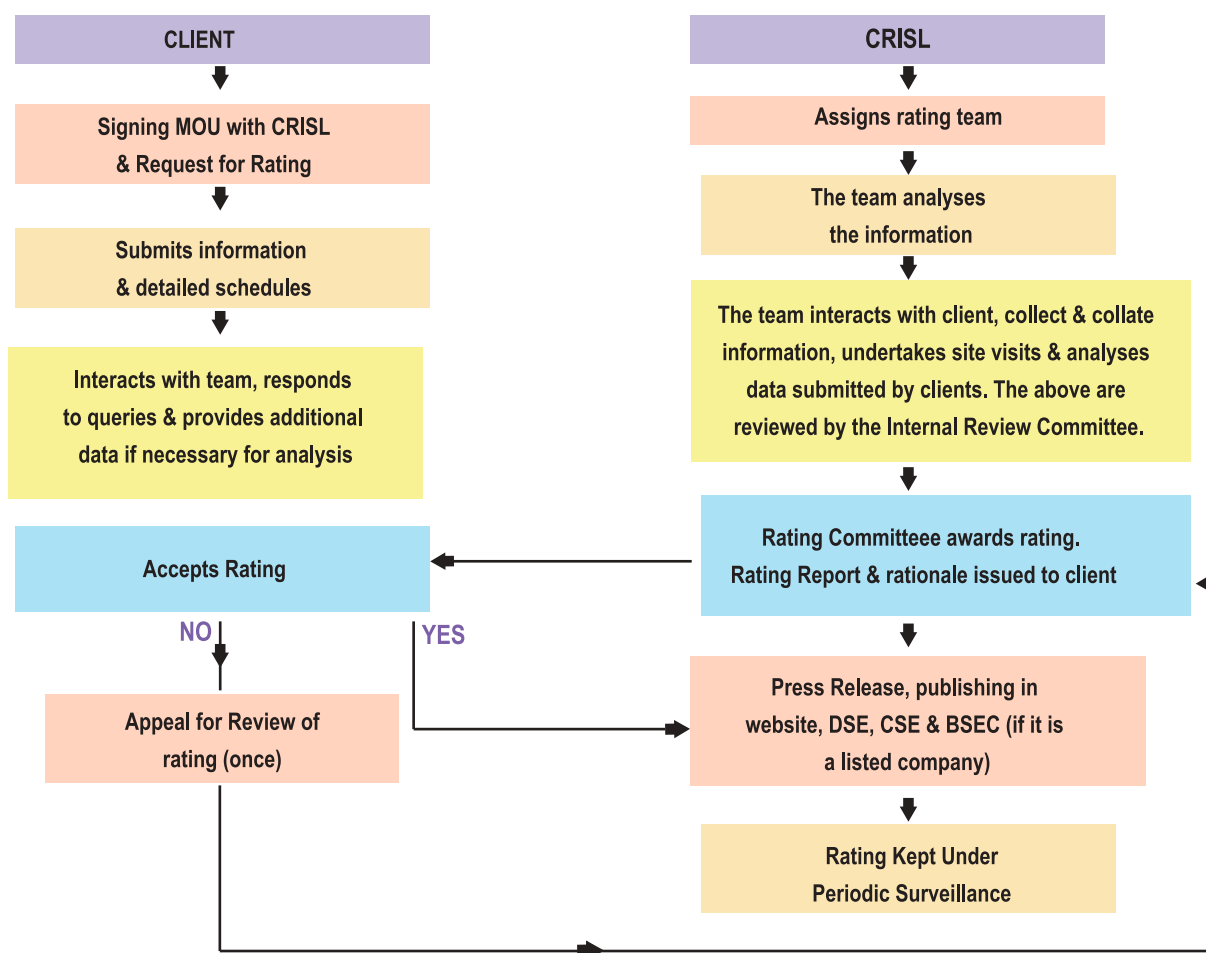 CLIENT
Signing MOU with CRISL
& Request for Rating
Submits information
& detailed schedules
Interacts with team, responds
to queries & provides additional
data if necessary for analysis
Accepts Rating
NO
YES
Appeal for Review of
rating (once)
CRISL
Assigns rating team
The team analyses
the information
The team interacts with client, collect & collate
information, undertakes site visits & analyses
data submitted by clients. The above are
reviewed by the Internal Review Committee.
Rating Committeee awards rating.
Rating Report & rationale issued to client
Press Release, publishing in
website, DSE, CSE & BSEC (if it is
a listed company)
Rating Kept Under
Periodic Surveillance